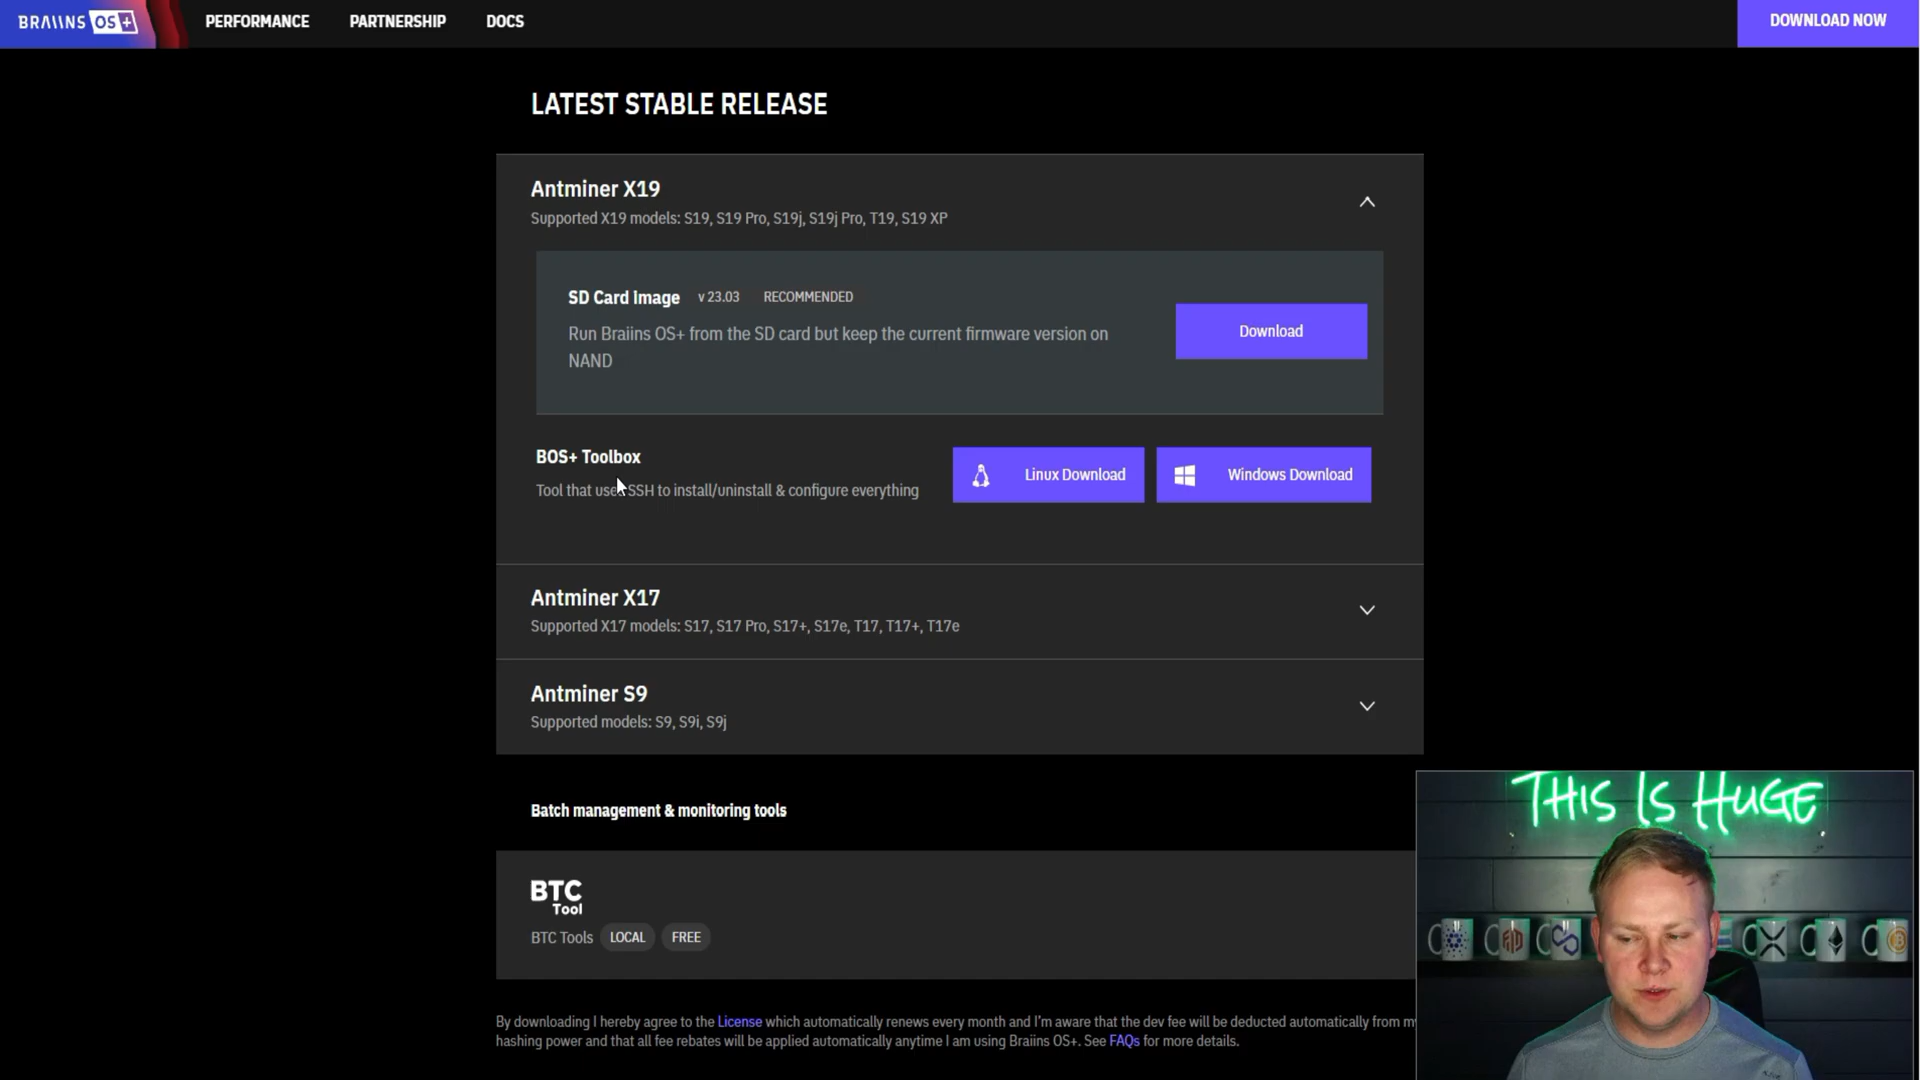 BRAIINS OS+
PERFORMANCE
PARTNERSHIP
DOCS
DOWNLOAD NOW
LATEST STABLE RELEASE
Antminer X19
Supported X19 models: S19, S19 Pro, S19j, S19j Pro, T19, S19 XP
SD Card image v 23.03 RECOMMENDED
Run Braiins OS+ from the SD card but keep the current firmware version on
NAND
Download
BOS+ Toolbox
Tool that uses SSH to install/uninstall & configure everything
Linux Download
Windows Download
Antminer X17
Supported X17 models: S17, S17 Pro, S17+, S17e, T17, T17+, T17e
Antminer S9
Supported models: S9, S9i, S9j
Batch management & monitoring tools
BTC
Tool
BTC Tools LOCAL FREE
By downloading I hereby agree to the License which automatically renews every month and I'm aware that the dev fee will be deducted automatically from
hashing power and that all fee rebates will be applied automatically anytime I am using Braiins OS+. See FAQs for more details.
THIS IS HUGE